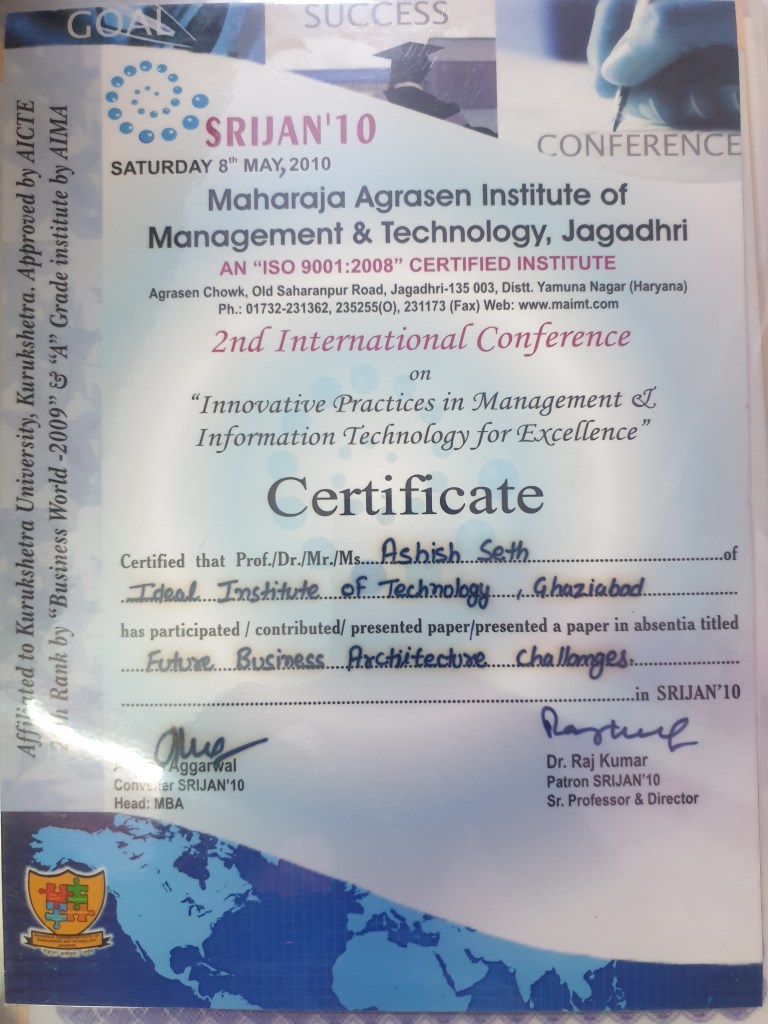 GOAL
SUCCESS
CONFERENCE
SRIJAN'10
SATURDAY 8th MAY, 2010
Maharaja Agrasen Institute of
Management & Technology, Jagadhri
AN "ISO 9001:2008" CERTIFIED INSTITUTE
Agrasen Chowk, Old Saharanpur Road, Jagadhri-135 003, Distt. Yamuna Nagar (Haryana)
Ph.: 01732-231362, 235255(O), 231173 (Fax) Web: www.maimt.com
2nd International Conference
on
"Innovative Practices in Management &
Information Technology for Excellence"
Certificate
Certified that Prof./Dr./Mr./Ms....Ashish Seth...of
Ideal Institute of Technology, Ghaziabad
has participated / contributed/ presented paper/presented a paper in absentia titled
Future Business Architecture Challanges.
in SRIJAN'10
Aggarwal
Convener SRIJAN'10
Head: MBA
Dr. Raj Kumar
Patron SRIJAN'10
Sr. Professor & Director
Affiliated to Kurukshetra University, Kurukshetra. Approved by AICTE
Rank by "Business World -2009" & "A" Grade institute by AIMA